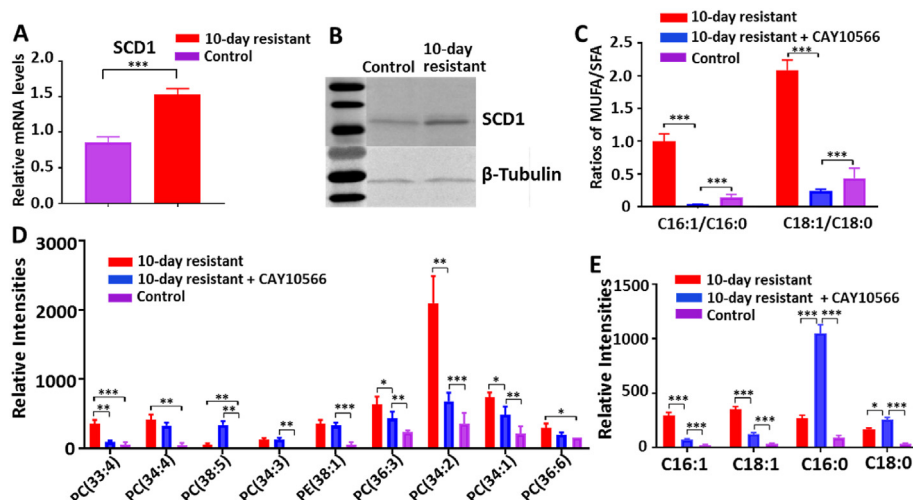 A
SCD1
10-day resistant
Control
***
Relative mRNA levels
2.0
1.5
1.0
0.5
0.0
B
Control
10-day
resistant
SCD1
β-Tubulin
C
10-day resistant
10-day resistant + CAY10566
Control
Ratios of MUFA/SFA
2.5
2.0
1.5
1.0
0.5
0
***
***
***
***
C16:1/C16:0
C18:1/C18:0
D
10-day resistant
10-day resistant + CAY10566
Control
Relative Intensities
3000
2000
1000
0
***
**
**
**
**
**
***
*
**
**
***
*
**
*
PC(33:4)
PC(34:4)
PC(38:5)
PC(34:3)
PE(38:1)
PC(36:3)
PC(34:2)
PC(34:1)
PC(36:6)
E
10-day resistant
10-day resistant + CAY10566
Control
Relative Intensities
1500
1000
500
0
***
***
***
***
***
***
*
***
C16:1
C18:1
C16:0
C18:0